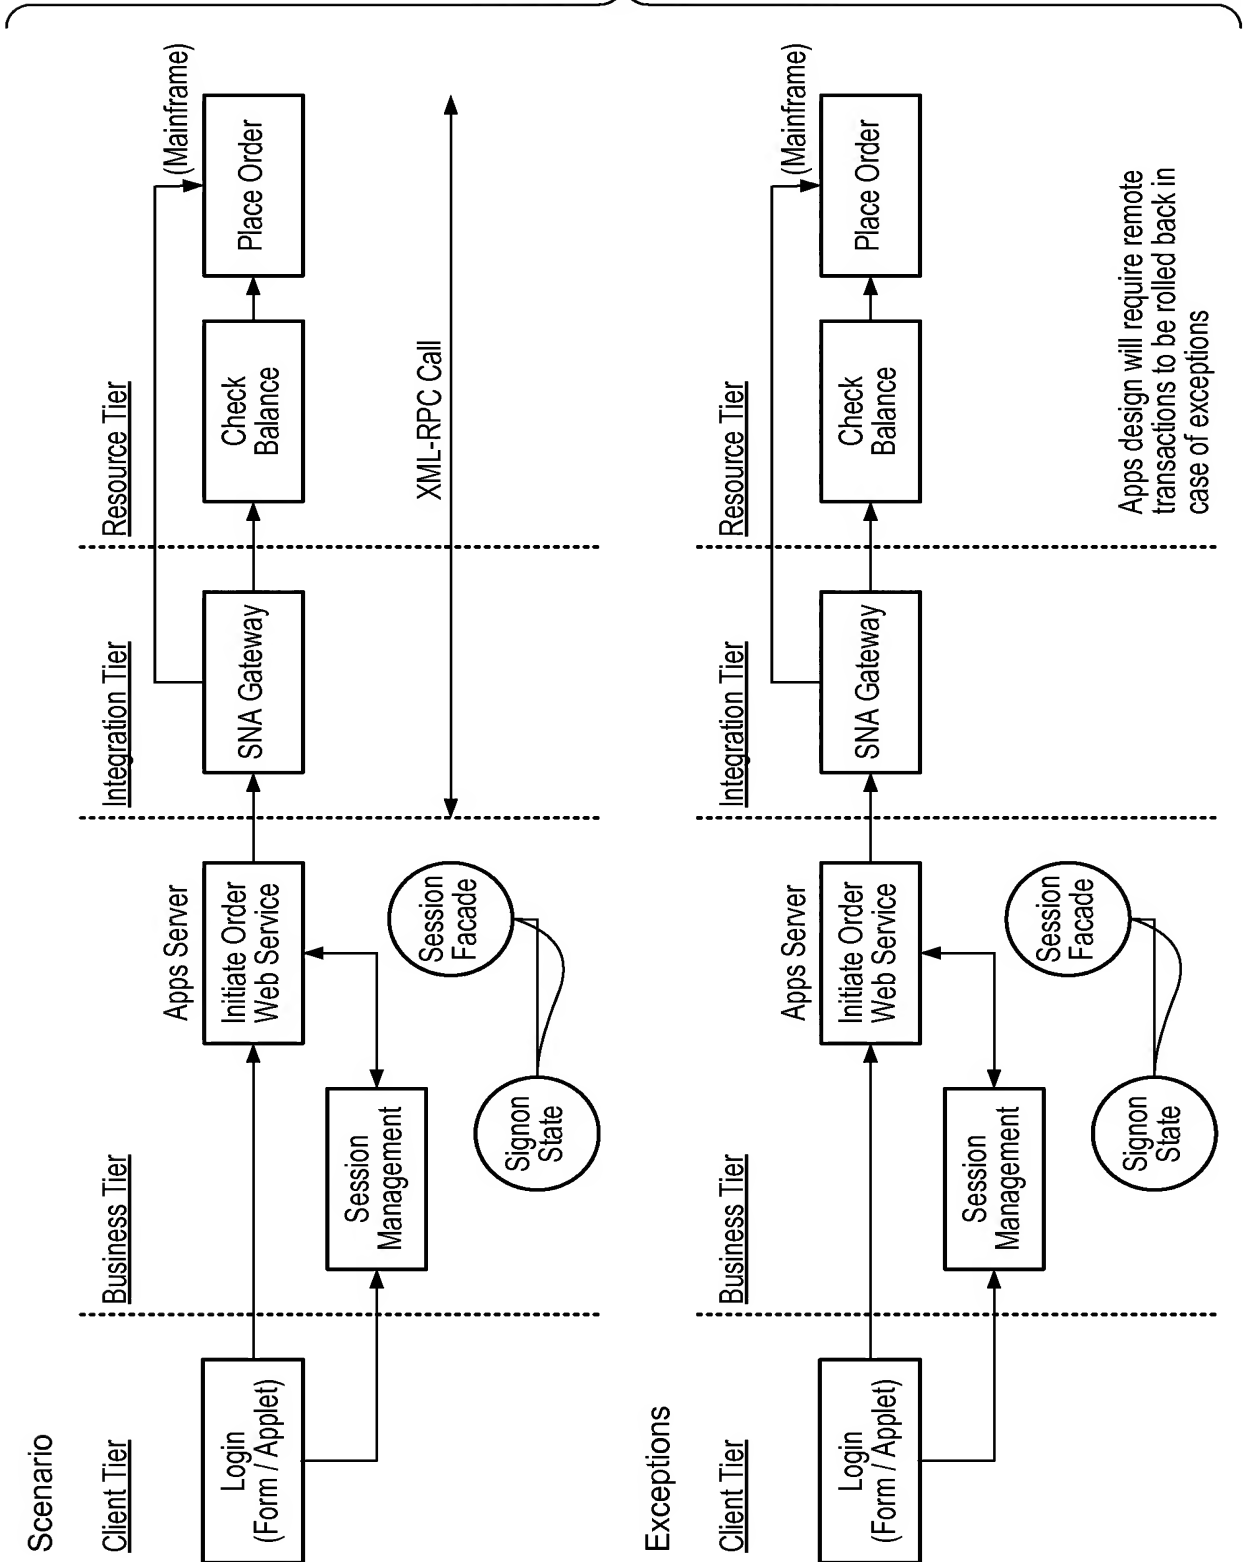 Scenario
Client Tier
Business Tier
Integration Tier
Resource Tier
Apps Server
(Mainframe)
Login
(Form / Applet)
Initiate Order
Web Service
SNA Gateway
Check
Balance
Place Order
Session
Management
Session
Facade
XML-RPC Call
Signon
State
Exceptions
Client Tier
Business Tier
Integration Tier
Resource Tier
Apps Server
(Mainframe)
Login
(Form / Applet)
Initiate Order
Web Service
SNA Gateway
Check
Balance
Place Order
Session
Management
Session
Facade
Signon
State
Apps design will require remote
transactions to be rolled back in
case of exceptions